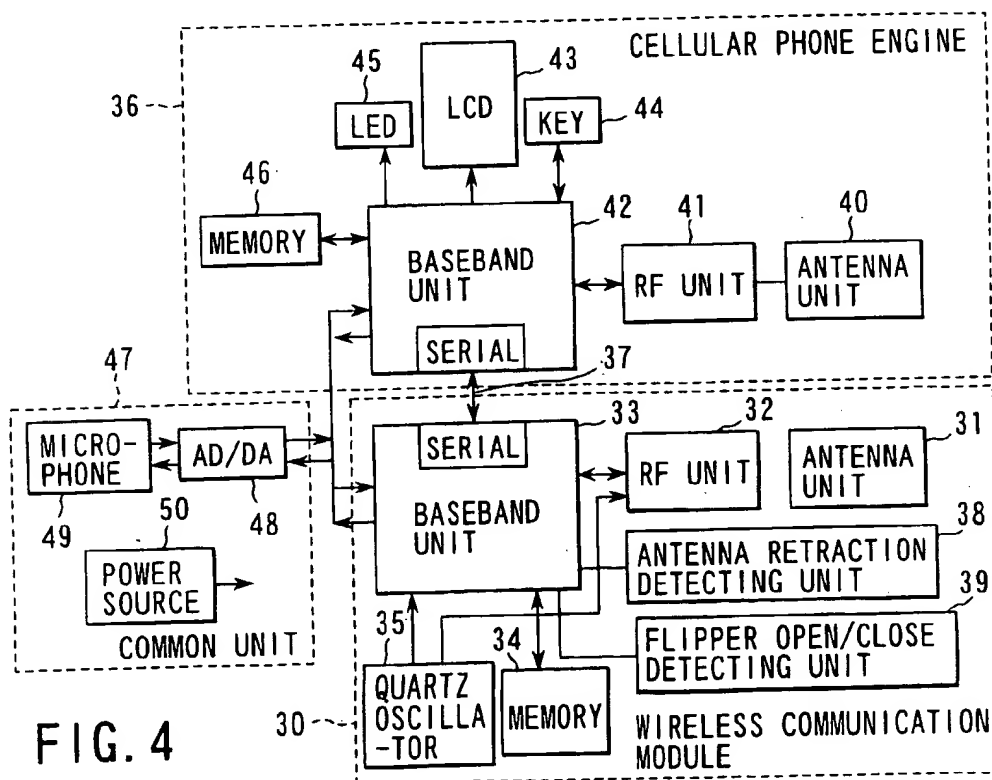 CELLULAR PHONE ENGINE
36
45
LED
43
LCD
KEY
44
46
MEMORY
42
BASEBAND
UNIT
SERIAL
41
RF UNIT
40
ANTENNA
UNIT
37
47
MICRO-
PHONE
49
AD/DA
48
50
POWER
SOURCE
COMMON UNIT
33
SERIAL
BASEBAND
UNIT
32
RF UNIT
31
ANTENNA
UNIT
38
ANTENNA RETRACTION
DETECTING UNIT
39
FLIPPER OPEN/CLOSE
DETECTING UNIT
35
QUARTZ
OSCILLA
-TOR
34
MEMORY
30
WIRELESS COMMUNICATION
MODULE
FIG. 4